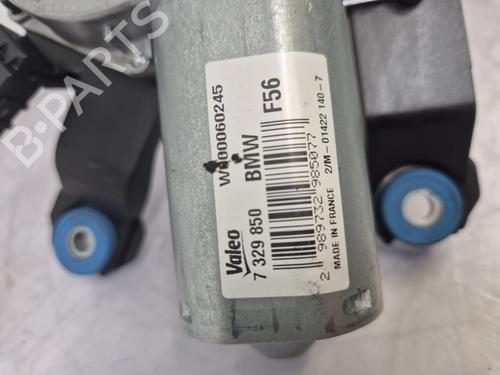 W000060245
Valeo
7 329 850 BMW F56
2 989732 985077
MADE IN FRANCE 2/M-01422 140-7
B-PARTS